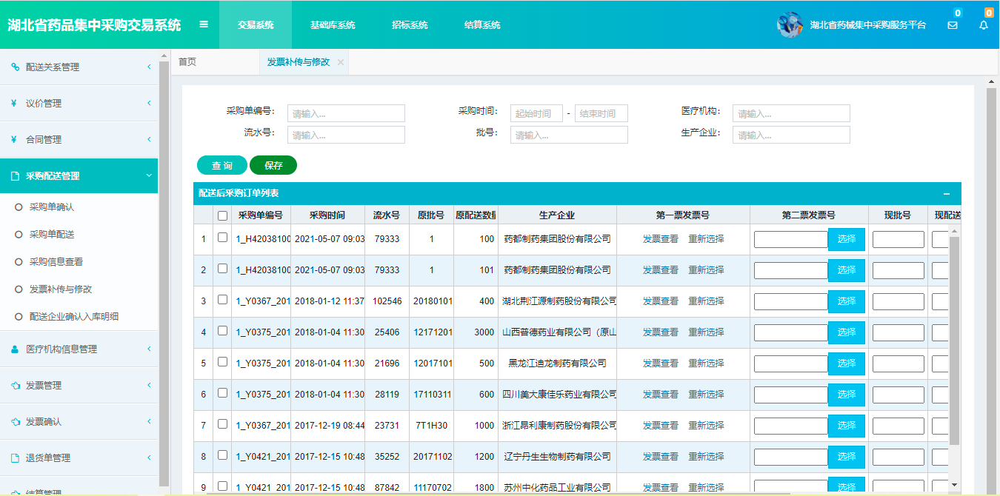 湖北省药品集中采购交易系统 交易系统 基础库系统 招标系统 结算系统 湖北省药械集中采购服务平台 0 0
首页 发票补传与修改 ×
配送关系管理
议价管理
合同管理
采购配送管理
采购单确认
采购单配送
采购信息查看
发票补传与修改
配送企业确认入库明细
医疗机构信息管理
发票管理
发票确认
退货单管理
结算管理
采购单编号: 请输入... 采购时间: 起始时间 - 结束时间 医疗机构: 请输入...
流水号: 请输入... 批号: 请输入... 生产企业: 请输入...
查 询 保存
配送后采购订单列表
采购单编号 采购时间 流水号 原批号 原配送数量 生产企业 第一票发票号 第二票发票号 现批号 现配送
1 1_H42038100 2021-05-07 09:03 79333 1 100 药都制药集团股份有限公司 发票查看 重新选择 选择
2 1_H42038100 2021-05-07 09:03 79333 1 101 药都制药集团股份有限公司 发票查看 重新选择 选择
3 1_Y0367_201 2018-01-12 11:37 102546 20180101 400 湖北荆江源制药股份有限公司 发票查看 重新选择 选择
4 1_Y0375_201 2018-01-04 11:30 25406 12171201 3000 山西普德药业有限公司（原山 发票查看 重新选择 选择
5 1_Y0375_201 2018-01-04 11:30 21696 12017101 500 黑龙江迪龙制药有限公司 发票查看 重新选择 选择
6 1_Y0375_201 2018-01-04 11:30 28119 17110311 600 四川美大康佳乐药业有限公司 发票查看 重新选择 选择
7 1_Y0367_201 2017-12-19 08:44 23731 7T1H30 1000 浙江昂利康制药股份有限公司 发票查看 重新选择 选择
8 1_Y0421_201 2017-12-15 10:48 35252 20171102 1200 辽宁丹生生物制药有限公司 发票查看 重新选择 选择
9 1_Y0421_201 2017-12-15 10:48 87842 11170702 1800 苏州中化药品工业有限公司 发票查看 重新选择 选择